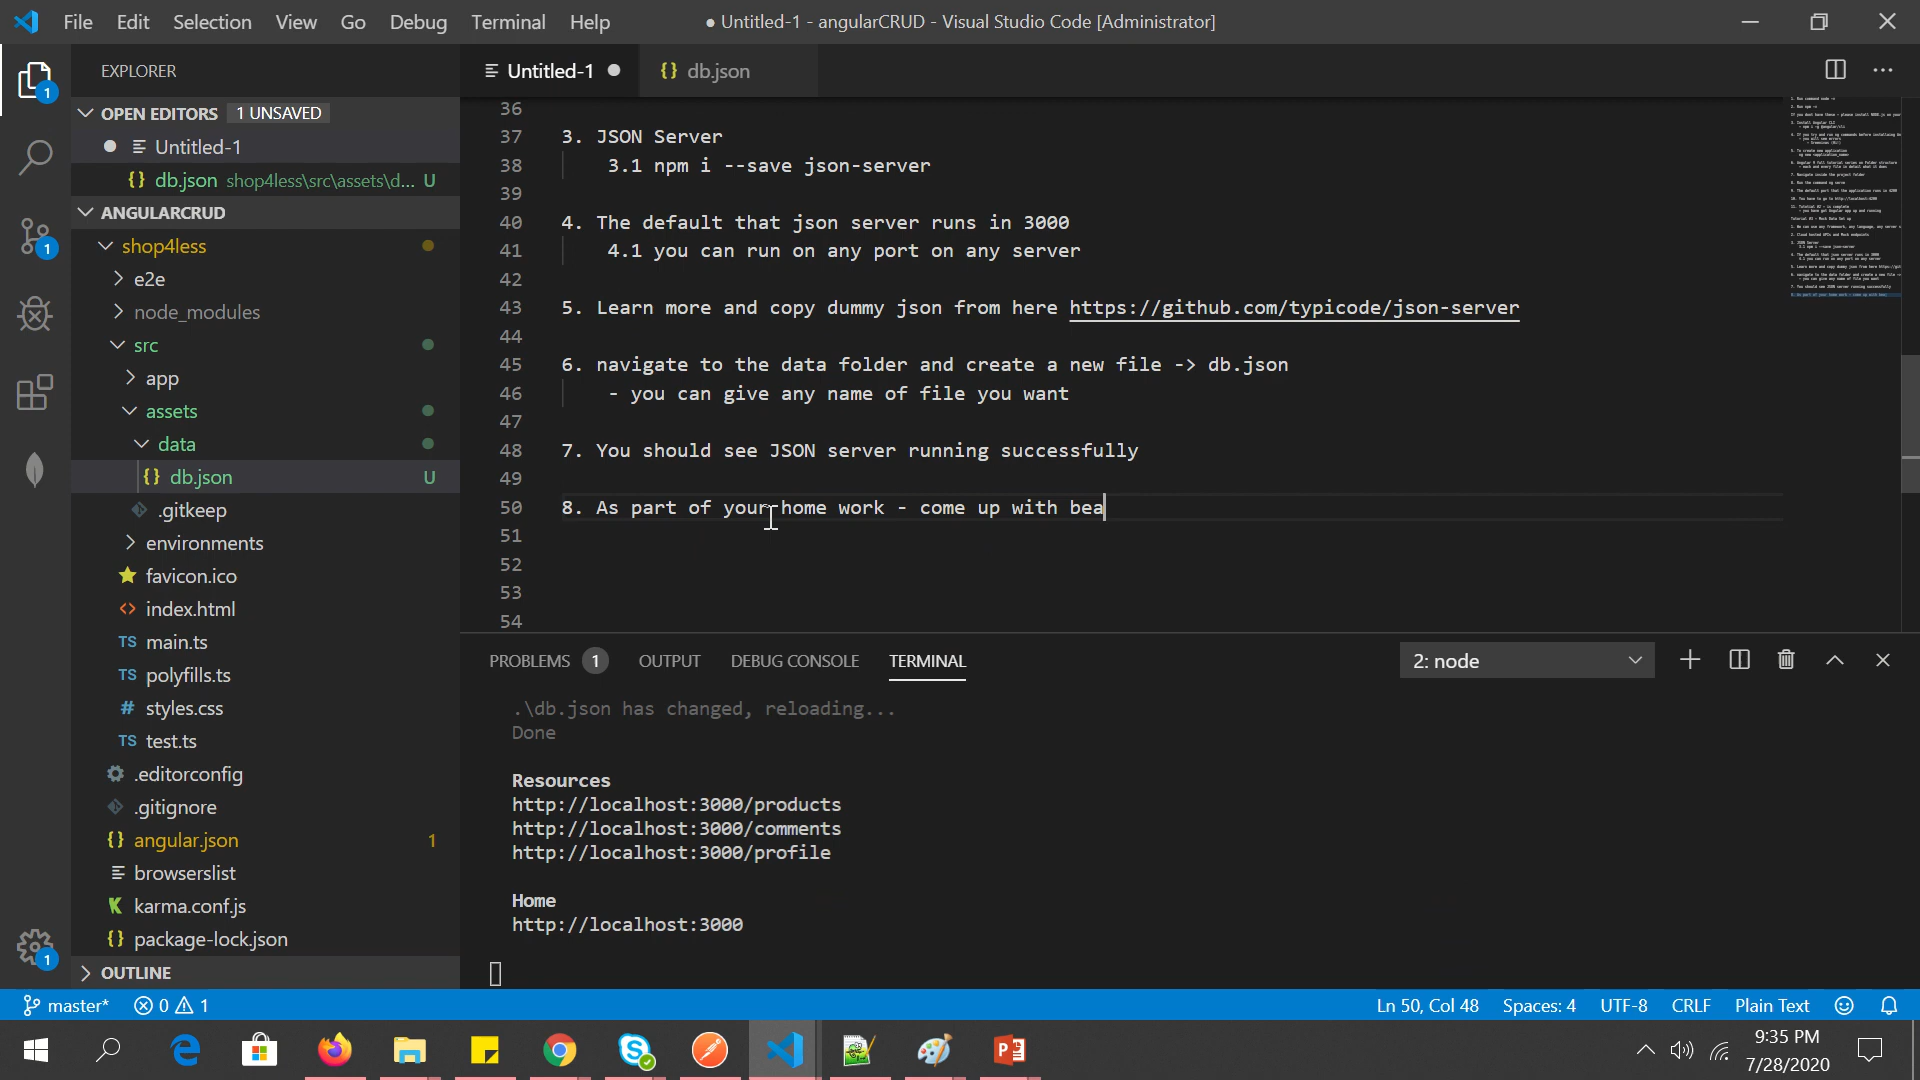 File Edit Selection View Go Debug Terminal Help
● Untitled-1 - angularCRUD - Visual Studio Code [Administrator]
EXPLORER
OPEN EDITORS 1 UNSAVED
Untitled-1
db.json shop4less\src\assets\d... U
ANGULARCRUD
shop4less
e2e
node_modules
src
app
assets
data
db.json U
.gitkeep
environments
favicon.ico
index.html
TS main.ts
TS polyfills.ts
# styles.css
TS test.ts
.editorconfig
.gitignore
angular.json 1
browserslist
karma.conf.js
package-lock.json
OUTLINE
1
1
1
Untitled-1 ●
db.json
36
37 3. JSON Server
38 3.1 npm i --save json-server
39
40 4. The default that json server runs in 3000
41 4.1 you can run on any port on any server
42
43 5. Learn more and copy dummy json from here https://github.com/typicode/json-server
44
45 6. navigate to the data folder and create a new file -> db.json
46 - you can give any name of file you want
47
48 7. You should see JSON server running successfully
49
50 8. As part of your home work - come up with bea
51
52
53
54
PROBLEMS 1 OUTPUT DEBUG CONSOLE TERMINAL
2: node
.\db.json has changed, reloading...
Done
Resources
http://localhost:3000/products
http://localhost:3000/comments
http://localhost:3000/profile
Home
http://localhost:3000
master* 0 1
Ln 50, Col 48 Spaces: 4 UTF-8 CRLF Plain Text
9:35 PM
7/28/2020